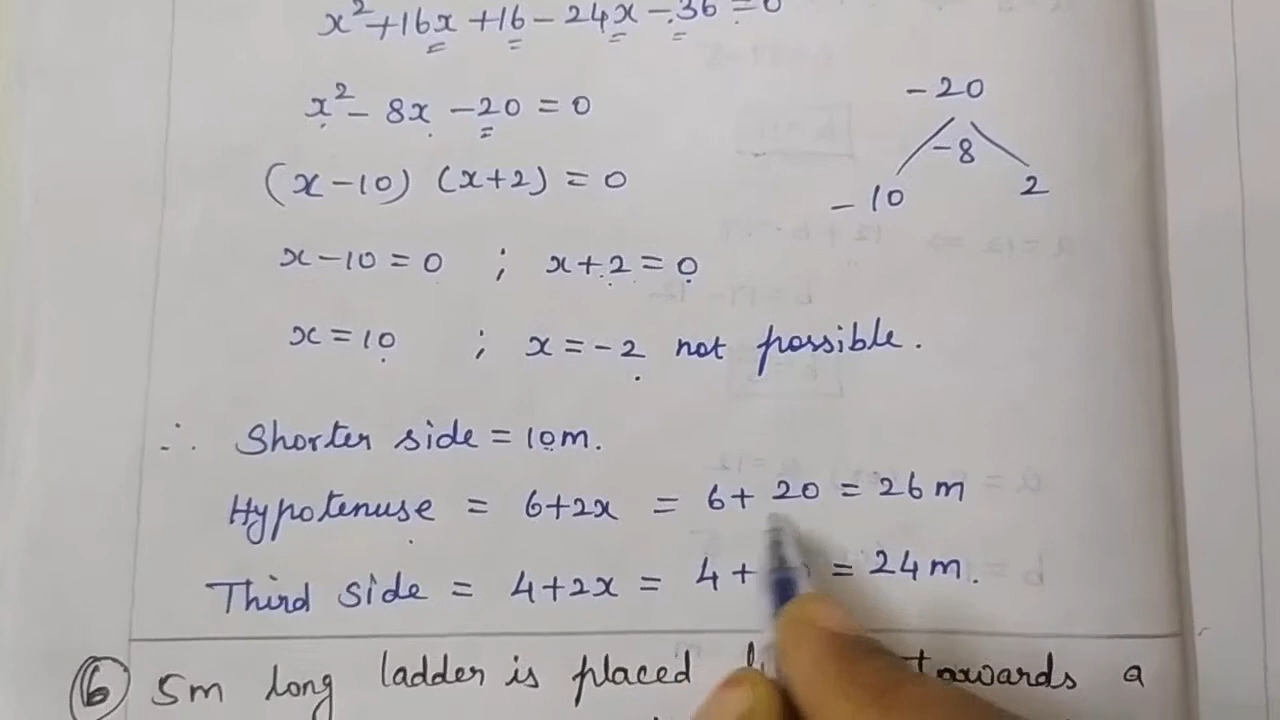 x²+16x+16-24x-36=0
x²-8x-20=0
-20
-8
(x-10) (x+2)=0
-10 2
x-10=0 ; x+2=0
x=10 ; x=-2 not possible.
∴ Shorter side=10m.
Hypotenuse = 6+2x = 6+20=26m
Third side = 4+2x = 4+ =24m.
6 5m long ladder is placed towards a